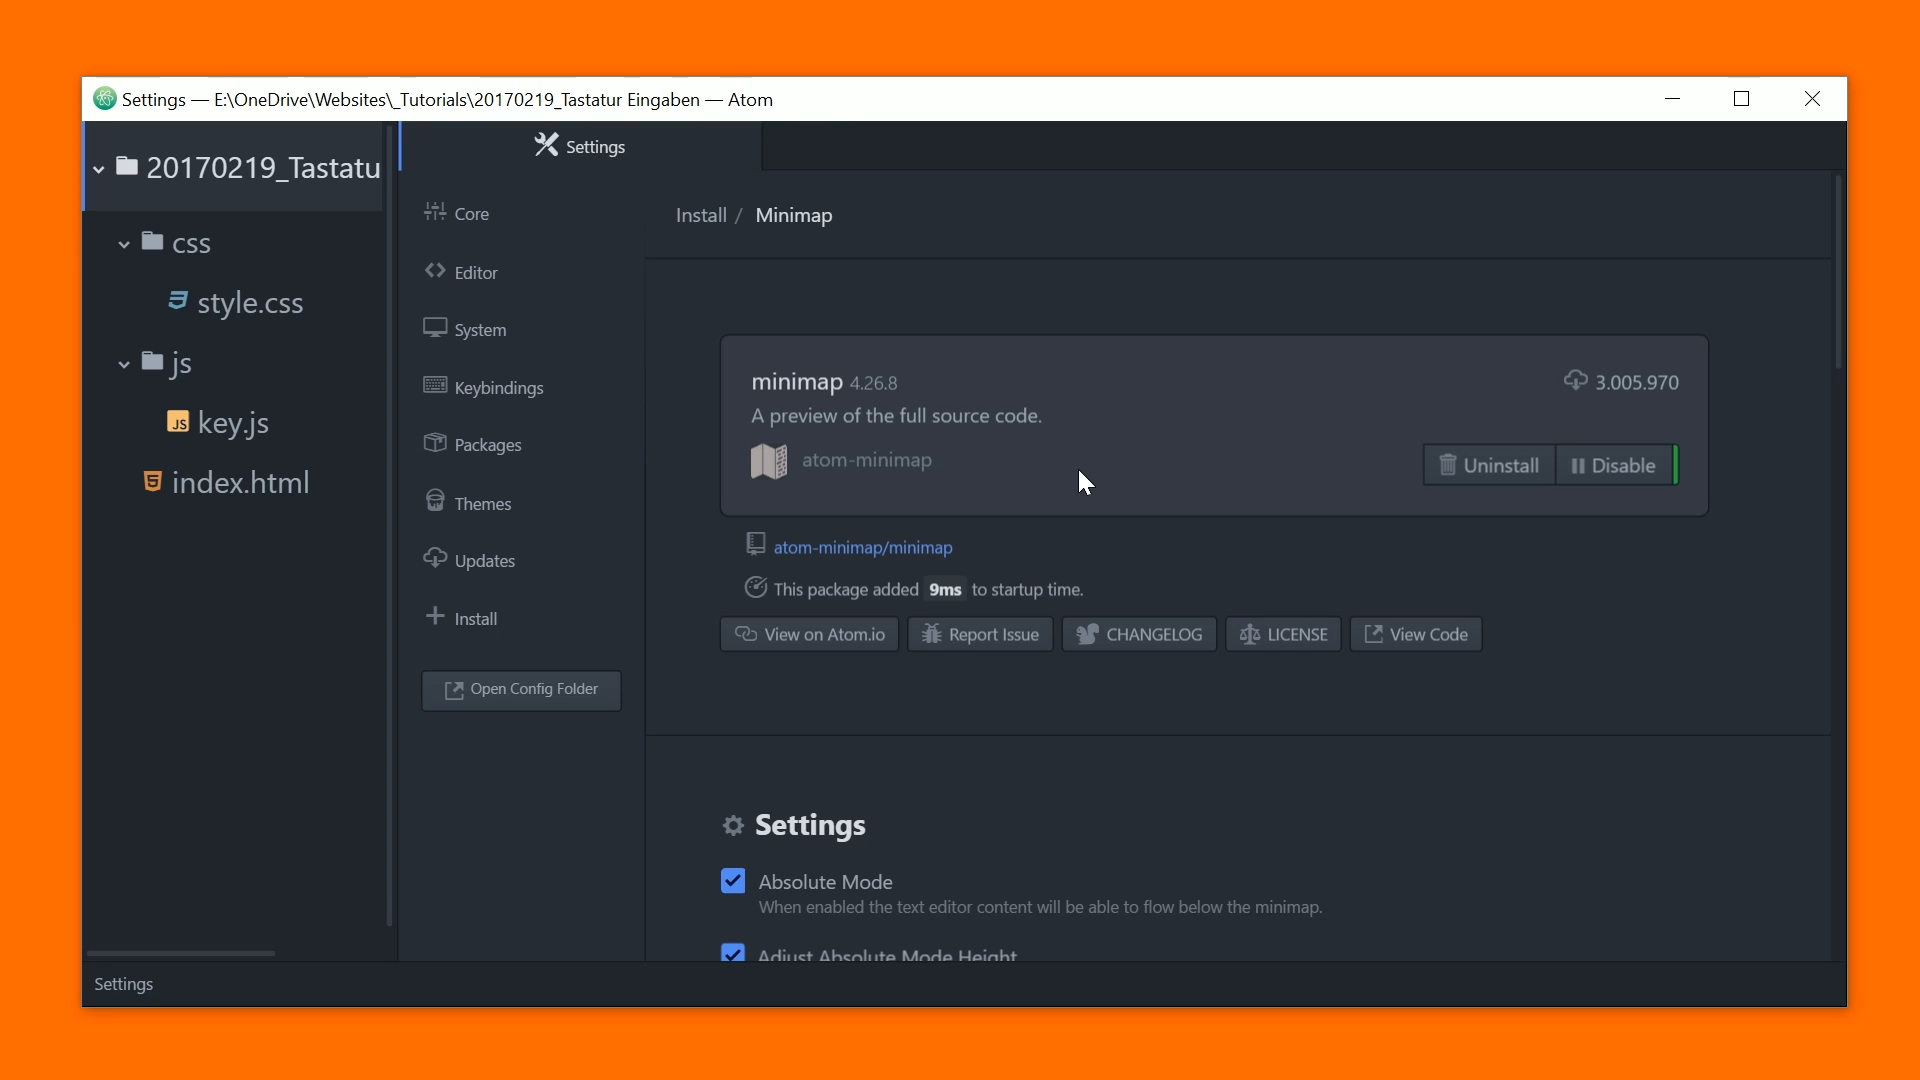 Settings — E:\OneDrive\Websites\_Tutorials\20170219_Tastatur Eingaben — Atom
20170219_Tastatu
css
style.css
js
key.js
index.html
Settings
Core
Editor
System
Keybindings
Packages
Themes
Updates
Install
Open Config Folder
Install / Minimap
minimap 4.26.8
3.005.970
A preview of the full source code.
atom-minimap
Uninstall
Disable
atom-minimap/minimap
This package added 9ms to startup time.
View on Atom.io
Report Issue
CHANGELOG
LICENSE
View Code
Settings
Absolute Mode
When enabled the text editor content will be able to flow below the minimap.
Adjust Absolute Mode Height
Settings